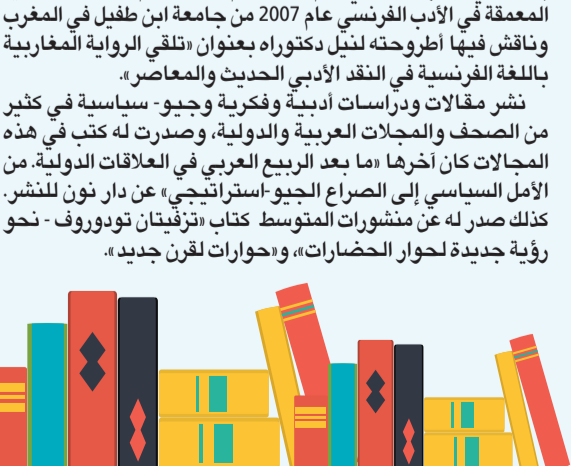 المعمقة في الأدب الفرنسي عام 2007 من جامعة ابن طفيل في المغرب
وناقش فيها أطروحته لنيل دكتوراه بعنوان «تلقي الرواية المغاربية
باللغة الفرنسية في النقد الأدبي الحديث والمعاصر».
نشر مقالات ودراسات أدبية وفكرية وجيو- سياسية في كثير
من الصحف والمجلات العربية والدولية، وصدرت له كتب في هذه
المجالات كان آخرها «ما بعد الربيع العربي في العلاقات الدولية. من
الأمل السياسي إلى الصراع الجيو-استراتيجي» عن دار نون للنشر.
كذلك صدر له عن منشورات المتوسط كتاب «تزفيتان تودوروف - نحو
رؤية جديدة لحوار الحضارات»، و«حوارات لقرن جديد».